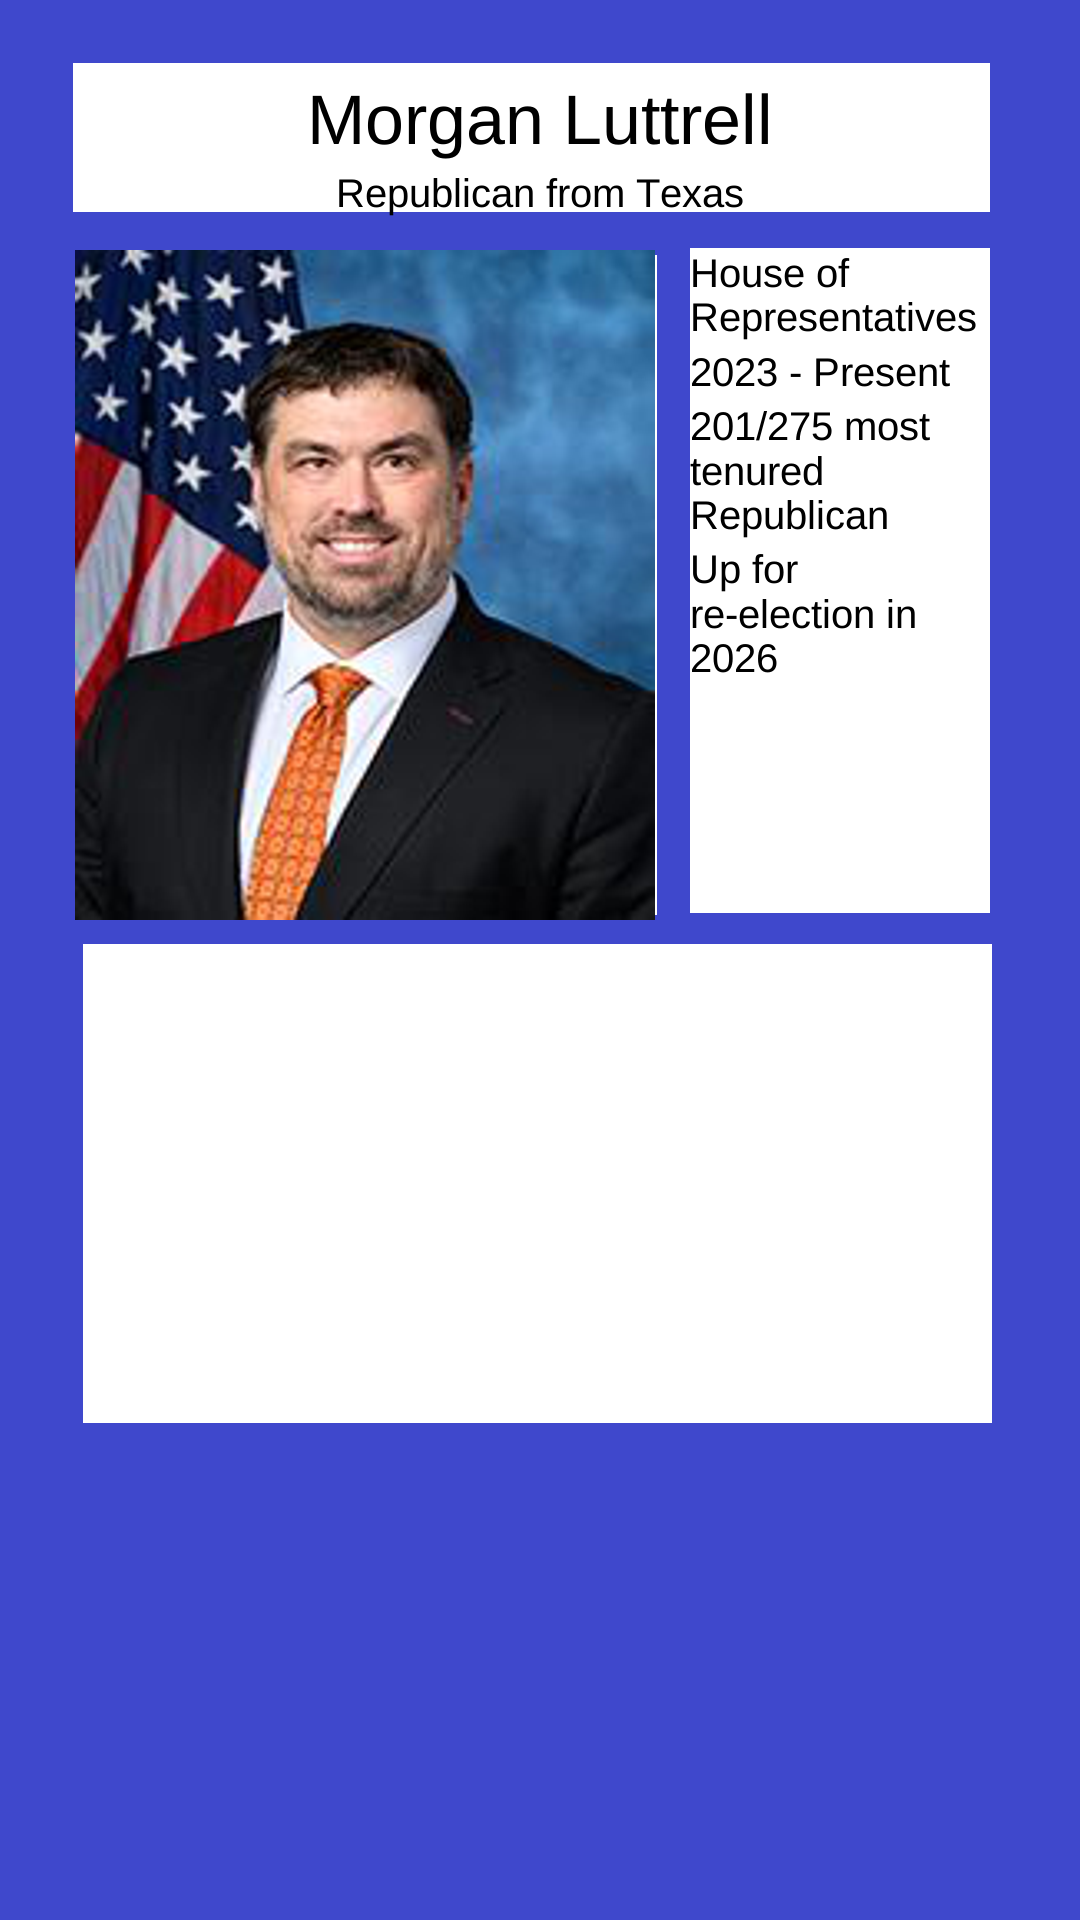 Morgan Luttrell
Republican from Texas
House of
Representatives
2023 - Present
201/275 most
tenured
Republican
Up for
re-election in
2026